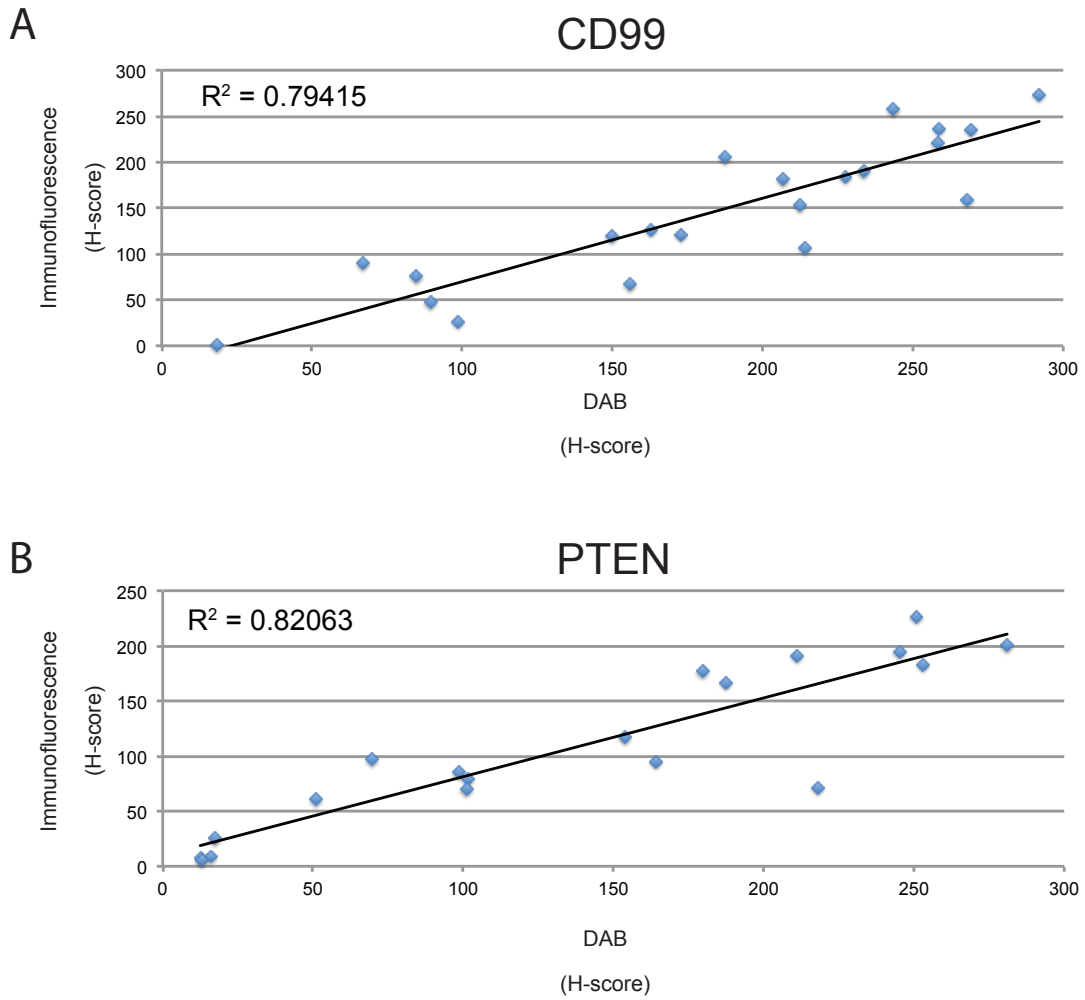 A
CD99
R² = 0.79415
Immunofluorescence
(H-score)
300
250
200
150
100
50
0
0 50 100 150 200 250 300
DAB
(H-score)
B
PTEN
R² = 0.82063
Immunofluorescence
(H-score)
250
200
150
100
50
0
0 50 100 150 200 250 300
DAB
(H-score)